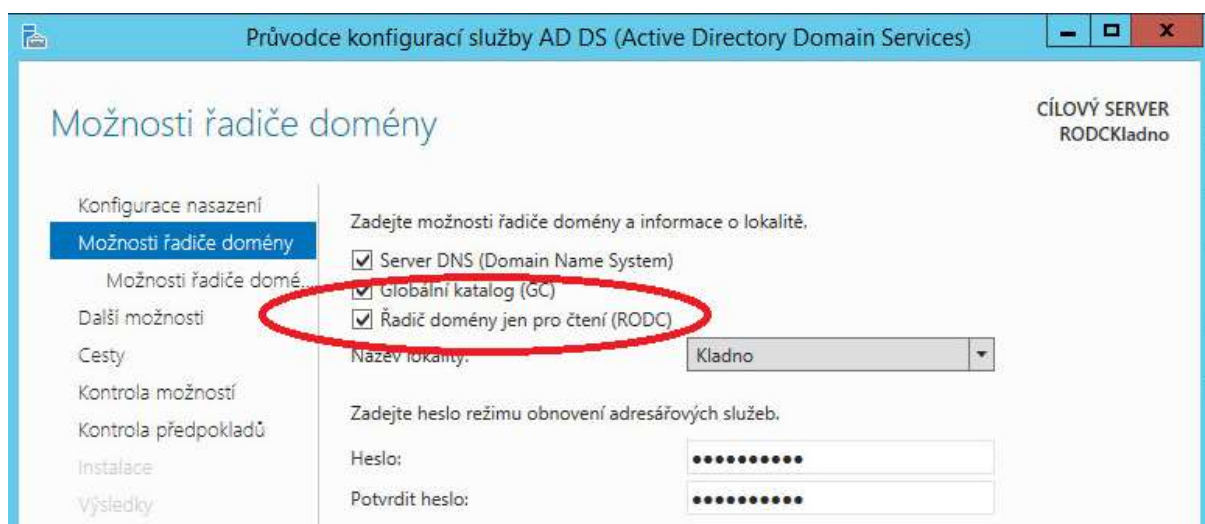 Průvodce konfigurací služby AD DS (Active Directory Domain Services)
Možnosti řadiče domény
CÍLOVÝ SERVER
RODCKladno
Konfigurace nasazení
Možnosti řadiče domény
Možnosti řadiče domé...
Další možnosti
Cesty
Kontrola možností
Kontrola předpokladů
Instalace
Výsledky
Zadejte možnosti řadiče domény a informace o lokalitě.
Server DNS (Domain Name System)
Globální katalog (GC)
Řadič domény jen pro čtení (RODC)
Název lokality:
Kladno
Zadejte heslo režimu obnovení adresářových služeb.
Heslo:
●●●●●●●●●●
Potvrdit heslo:
●●●●●●●●●●